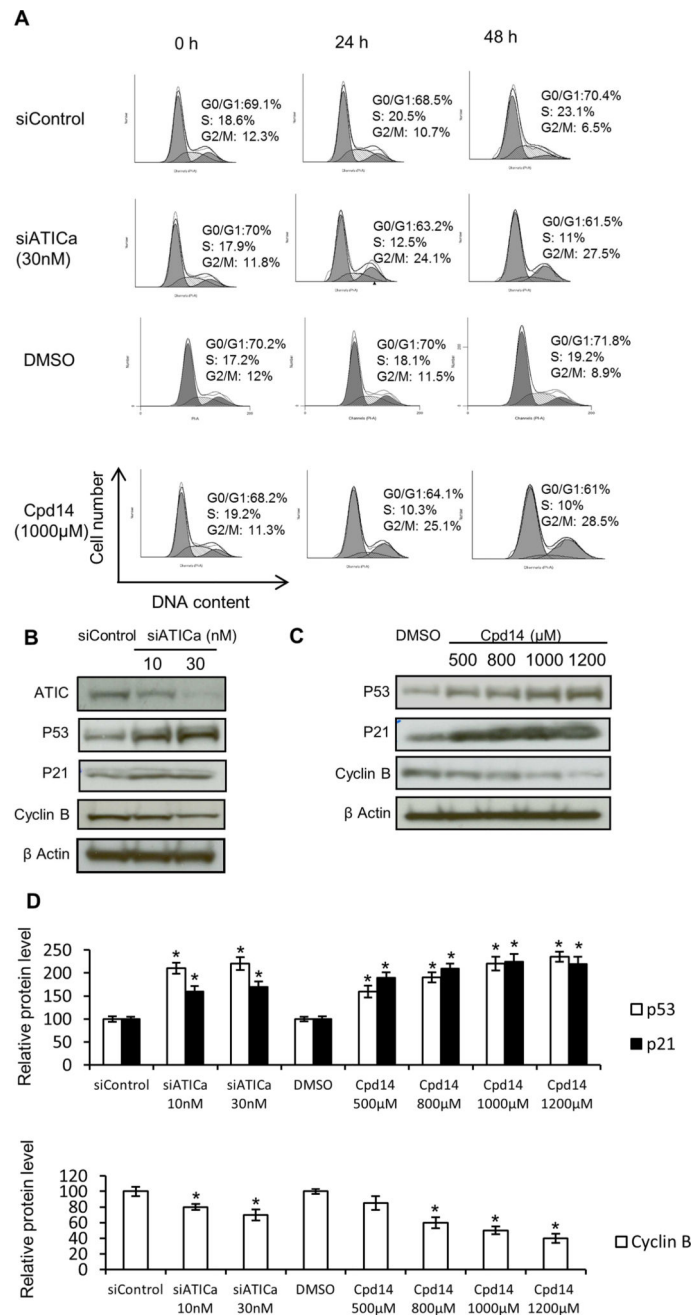 A
0 h 24 h 48 h
siControl
G0/G1:69.1%
S: 18.6%
G2/M: 12.3%
G0/G1:68.5%
S: 20.5%
G2/M: 10.7%
G0/G1:70.4%
S: 23.1%
G2/M: 6.5%
siATICa
(30nM)
G0/G1:70%
S: 17.9%
G2/M: 11.8%
G0/G1:63.2%
S: 12.5%
G2/M: 24.1%
G0/G1:61.5%
S: 11%
G2/M: 27.5%
DMSO
G0/G1:70.2%
S: 17.2%
G2/M: 12%
G0/G1:70%
S: 18.1%
G2/M: 11.5%
G0/G1:71.8%
S: 19.2%
G2/M: 8.9%
Cpd14
(1000µM)
G0/G1:68.2%
S: 19.2%
G2/M: 11.3%
G0/G1:64.1%
S: 10.3%
G2/M: 25.1%
G0/G1:61%
S: 10%
G2/M: 28.5%
Cell number
DNA content
B
siControl siATICa (nM)
10 30
ATIC
P53
P21
Cyclin B
β Actin
C
DMSO Cpd14 (µM)
500 800 1000 1200
P53
P21
Cyclin B
β Actin
D
Relative protein level
250
200
150
100
50
0
* * * * * * * * * * * *
siControl siATICa 10nM siATICa 30nM DMSO Cpd14 500µM Cpd14 800µM Cpd14 1000µM Cpd14 1200µM
p53
p21
Relative protein level
120
100
80
60
40
20
0
* * * * *
siControl siATICa 10nM siATICa 30nM DMSO Cpd14 500µM Cpd14 800µM Cpd14 1000µM Cpd14 1200µM
Cyclin B